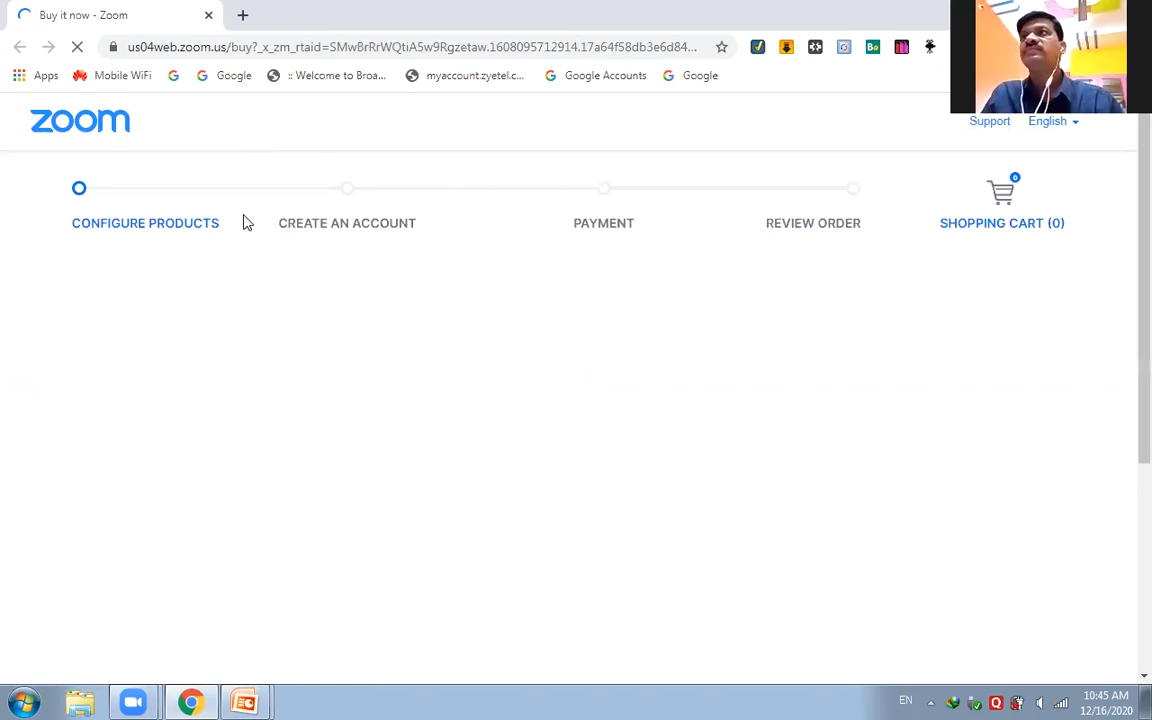 Buy it now - Zoom
us04web.zoom.us/buy?_x_zm_rtaid=SMwBrRrWQtiA5w9Rgzetaw.1608095712914.17a64f58db3e6d84...
Apps Mobile WiFi Google :: Welcome to Broa... myaccount.zyetel.c... Google Accounts Google
zoom
Support English
0
CONFIGURE PRODUCTS CREATE AN ACCOUNT PAYMENT REVIEW ORDER SHOPPING CART (0)
EN 10:45 AM
12/16/2020